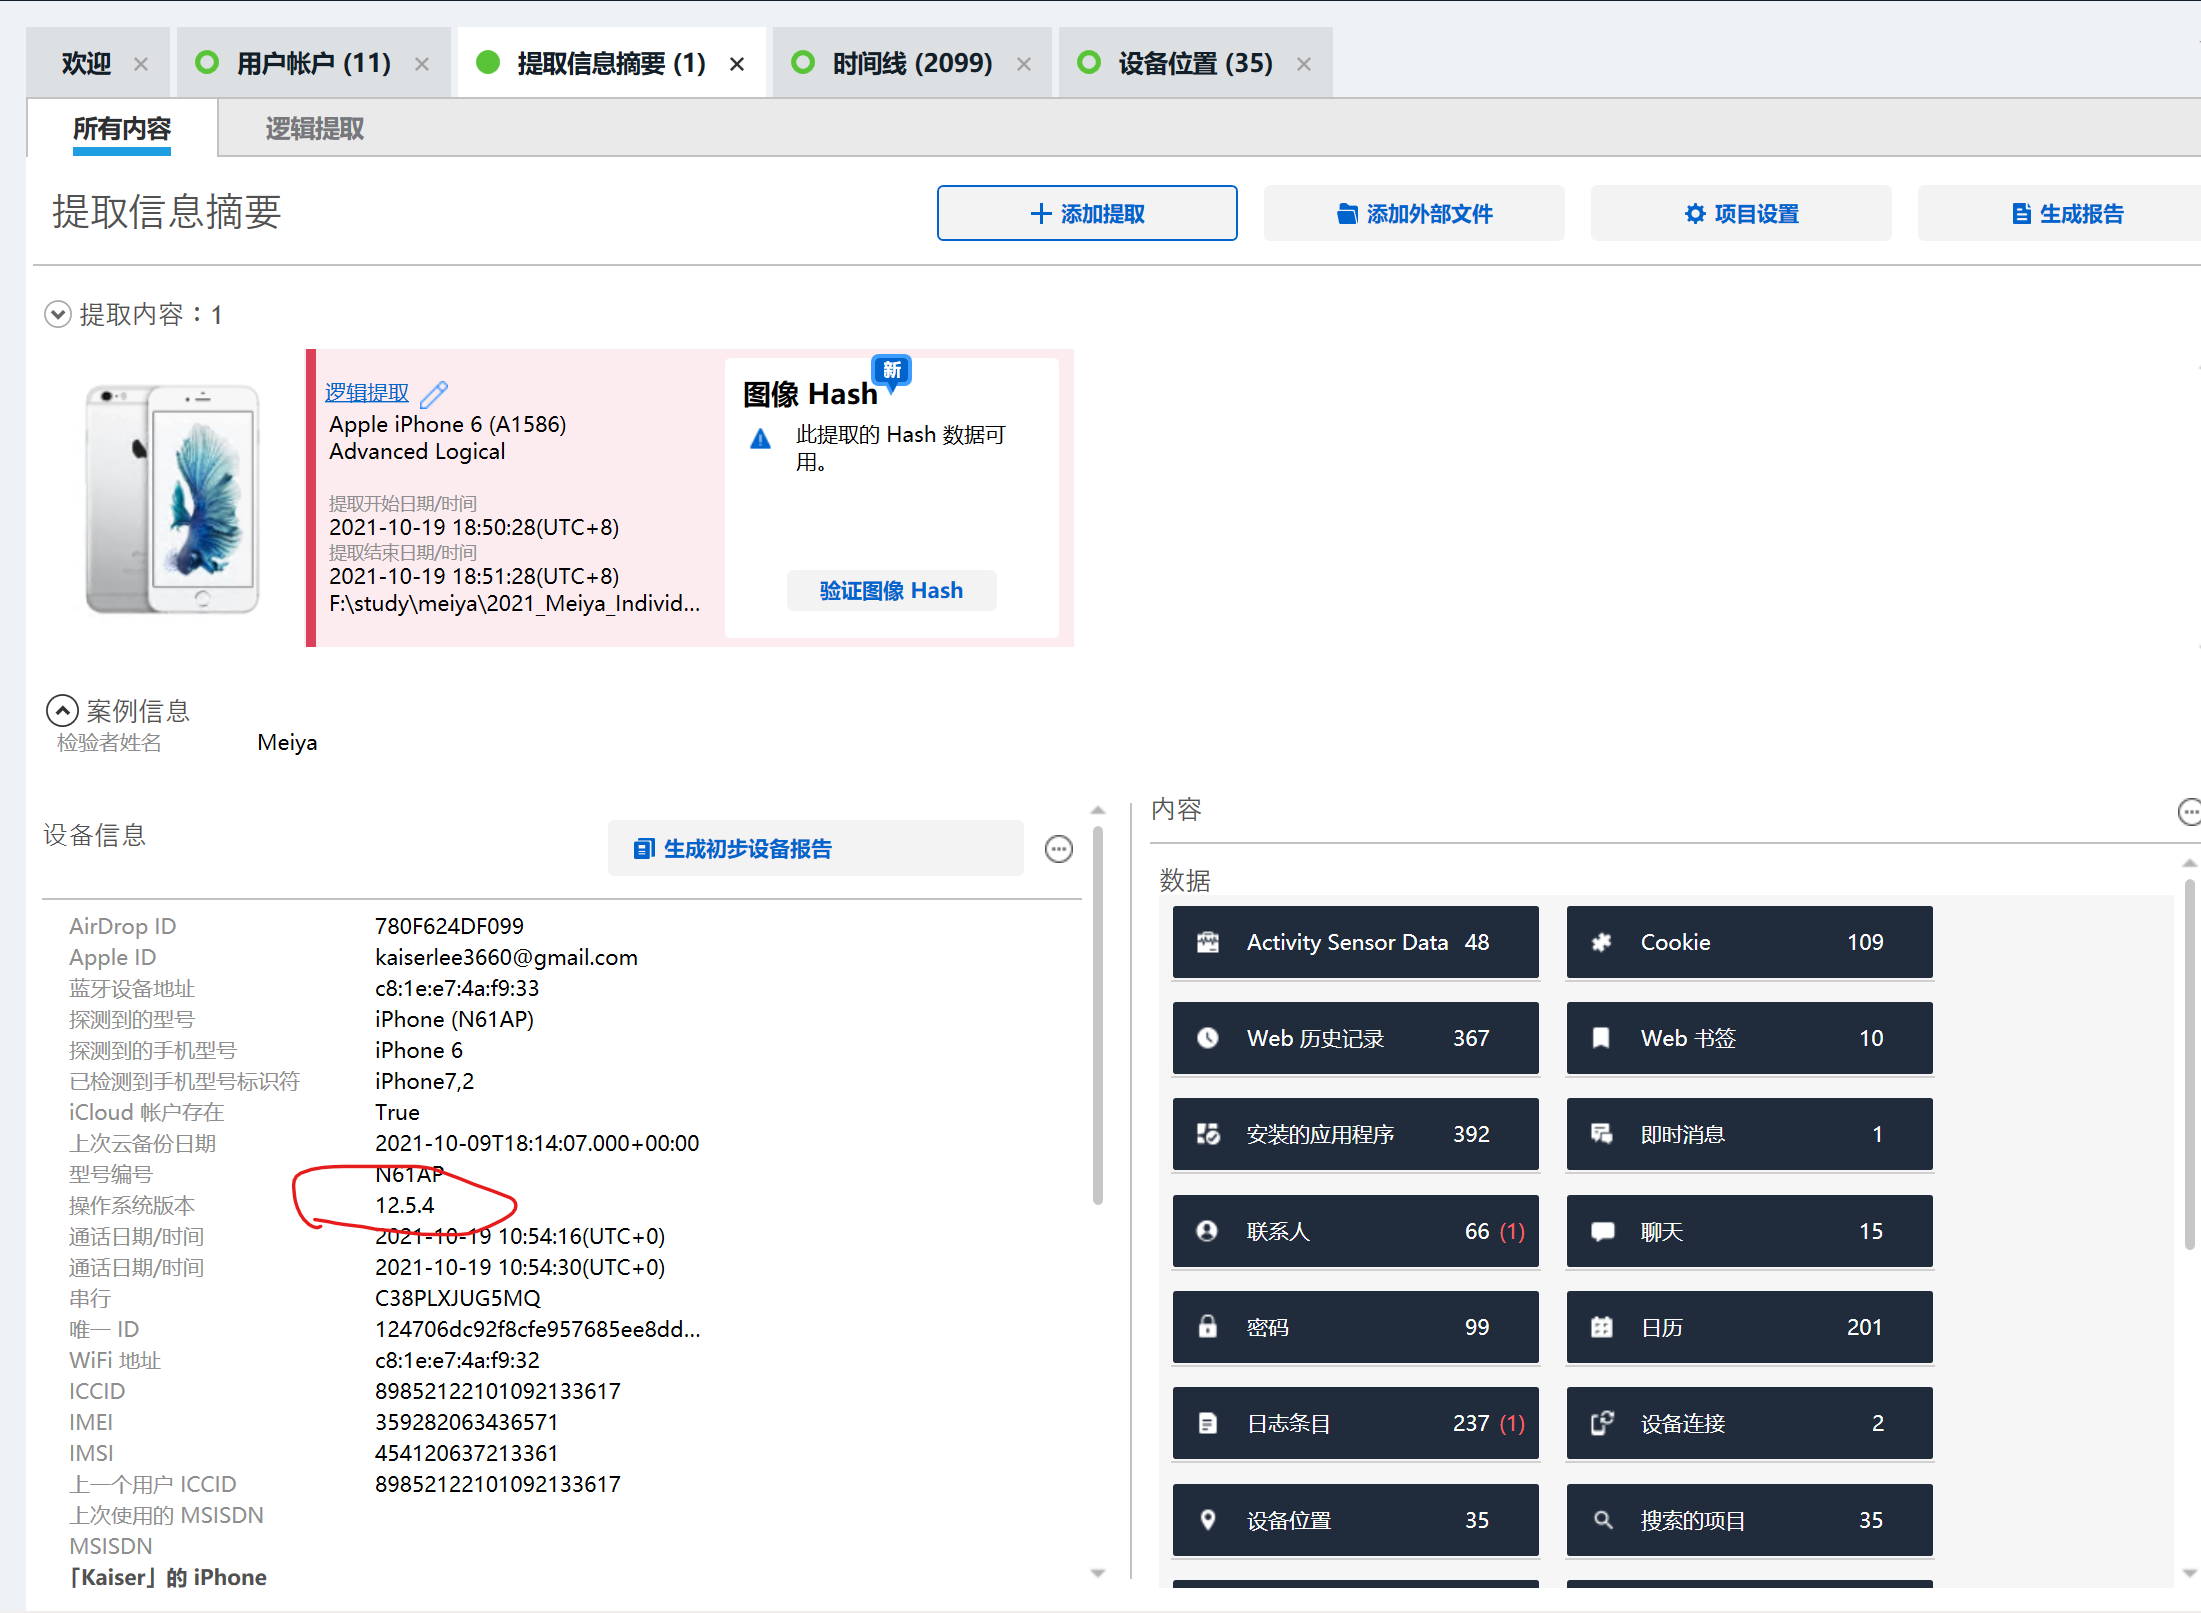 欢迎
用户帐户 (11)
提取信息摘要 (1)
时间线 (2099)
设备位置 (35)
所有内容
逻辑提取
提取信息摘要
添加提取
添加外部文件
项目设置
生成报告
提取内容：1
逻辑提取
Apple iPhone 6 (A1586)
Advanced Logical
提取开始日期/时间
2021-10-19 18:50:28(UTC+8)
提取结束日期/时间
2021-10-19 18:51:28(UTC+8)
F:\study\meiya\2021_Meiya_Individ...
新
图像 Hash
此提取的 Hash 数据可
用。
验证图像 Hash
案例信息
检验者姓名 Meiya
设备信息
生成初步设备报告
AirDrop ID 780F624DF099
Apple ID kaiserlee3660@gmail.com
蓝牙设备地址 c8:1e:e7:4a:f9:33
探测到的型号 iPhone (N61AP)
探测到的手机型号 iPhone 6
已检测到手机型号标识符 iPhone7,2
iCloud 帐户存在 True
上次云备份日期 2021-10-09T18:14:07.000+00:00
型号编号 N61AP
操作系统版本 12.5.4
通话日期/时间 2021-10-19 10:54:16(UTC+0)
通话日期/时间 2021-10-19 10:54:30(UTC+0)
串行 C38PLXJUG5MQ
唯一 ID 124706dc92f8cfe957685ee8dd...
WiFi 地址 c8:1e:e7:4a:f9:32
ICCID 89852122101092133617
IMEI 359282063436571
IMSI 454120637213361
上一个用户 ICCID 89852122101092133617
上次使用的 MSISDN
MSISDN
「Kaiser」的 iPhone
内容
数据
Activity Sensor Data 48
Cookie 109
Web 历史记录 367
Web 书签 10
安装的应用程序 392
即时消息 1
联系人 66 (1)
聊天 15
密码 99
日历 201
日志条目 237 (1)
设备连接 2
设备位置 35
搜索的项目 35